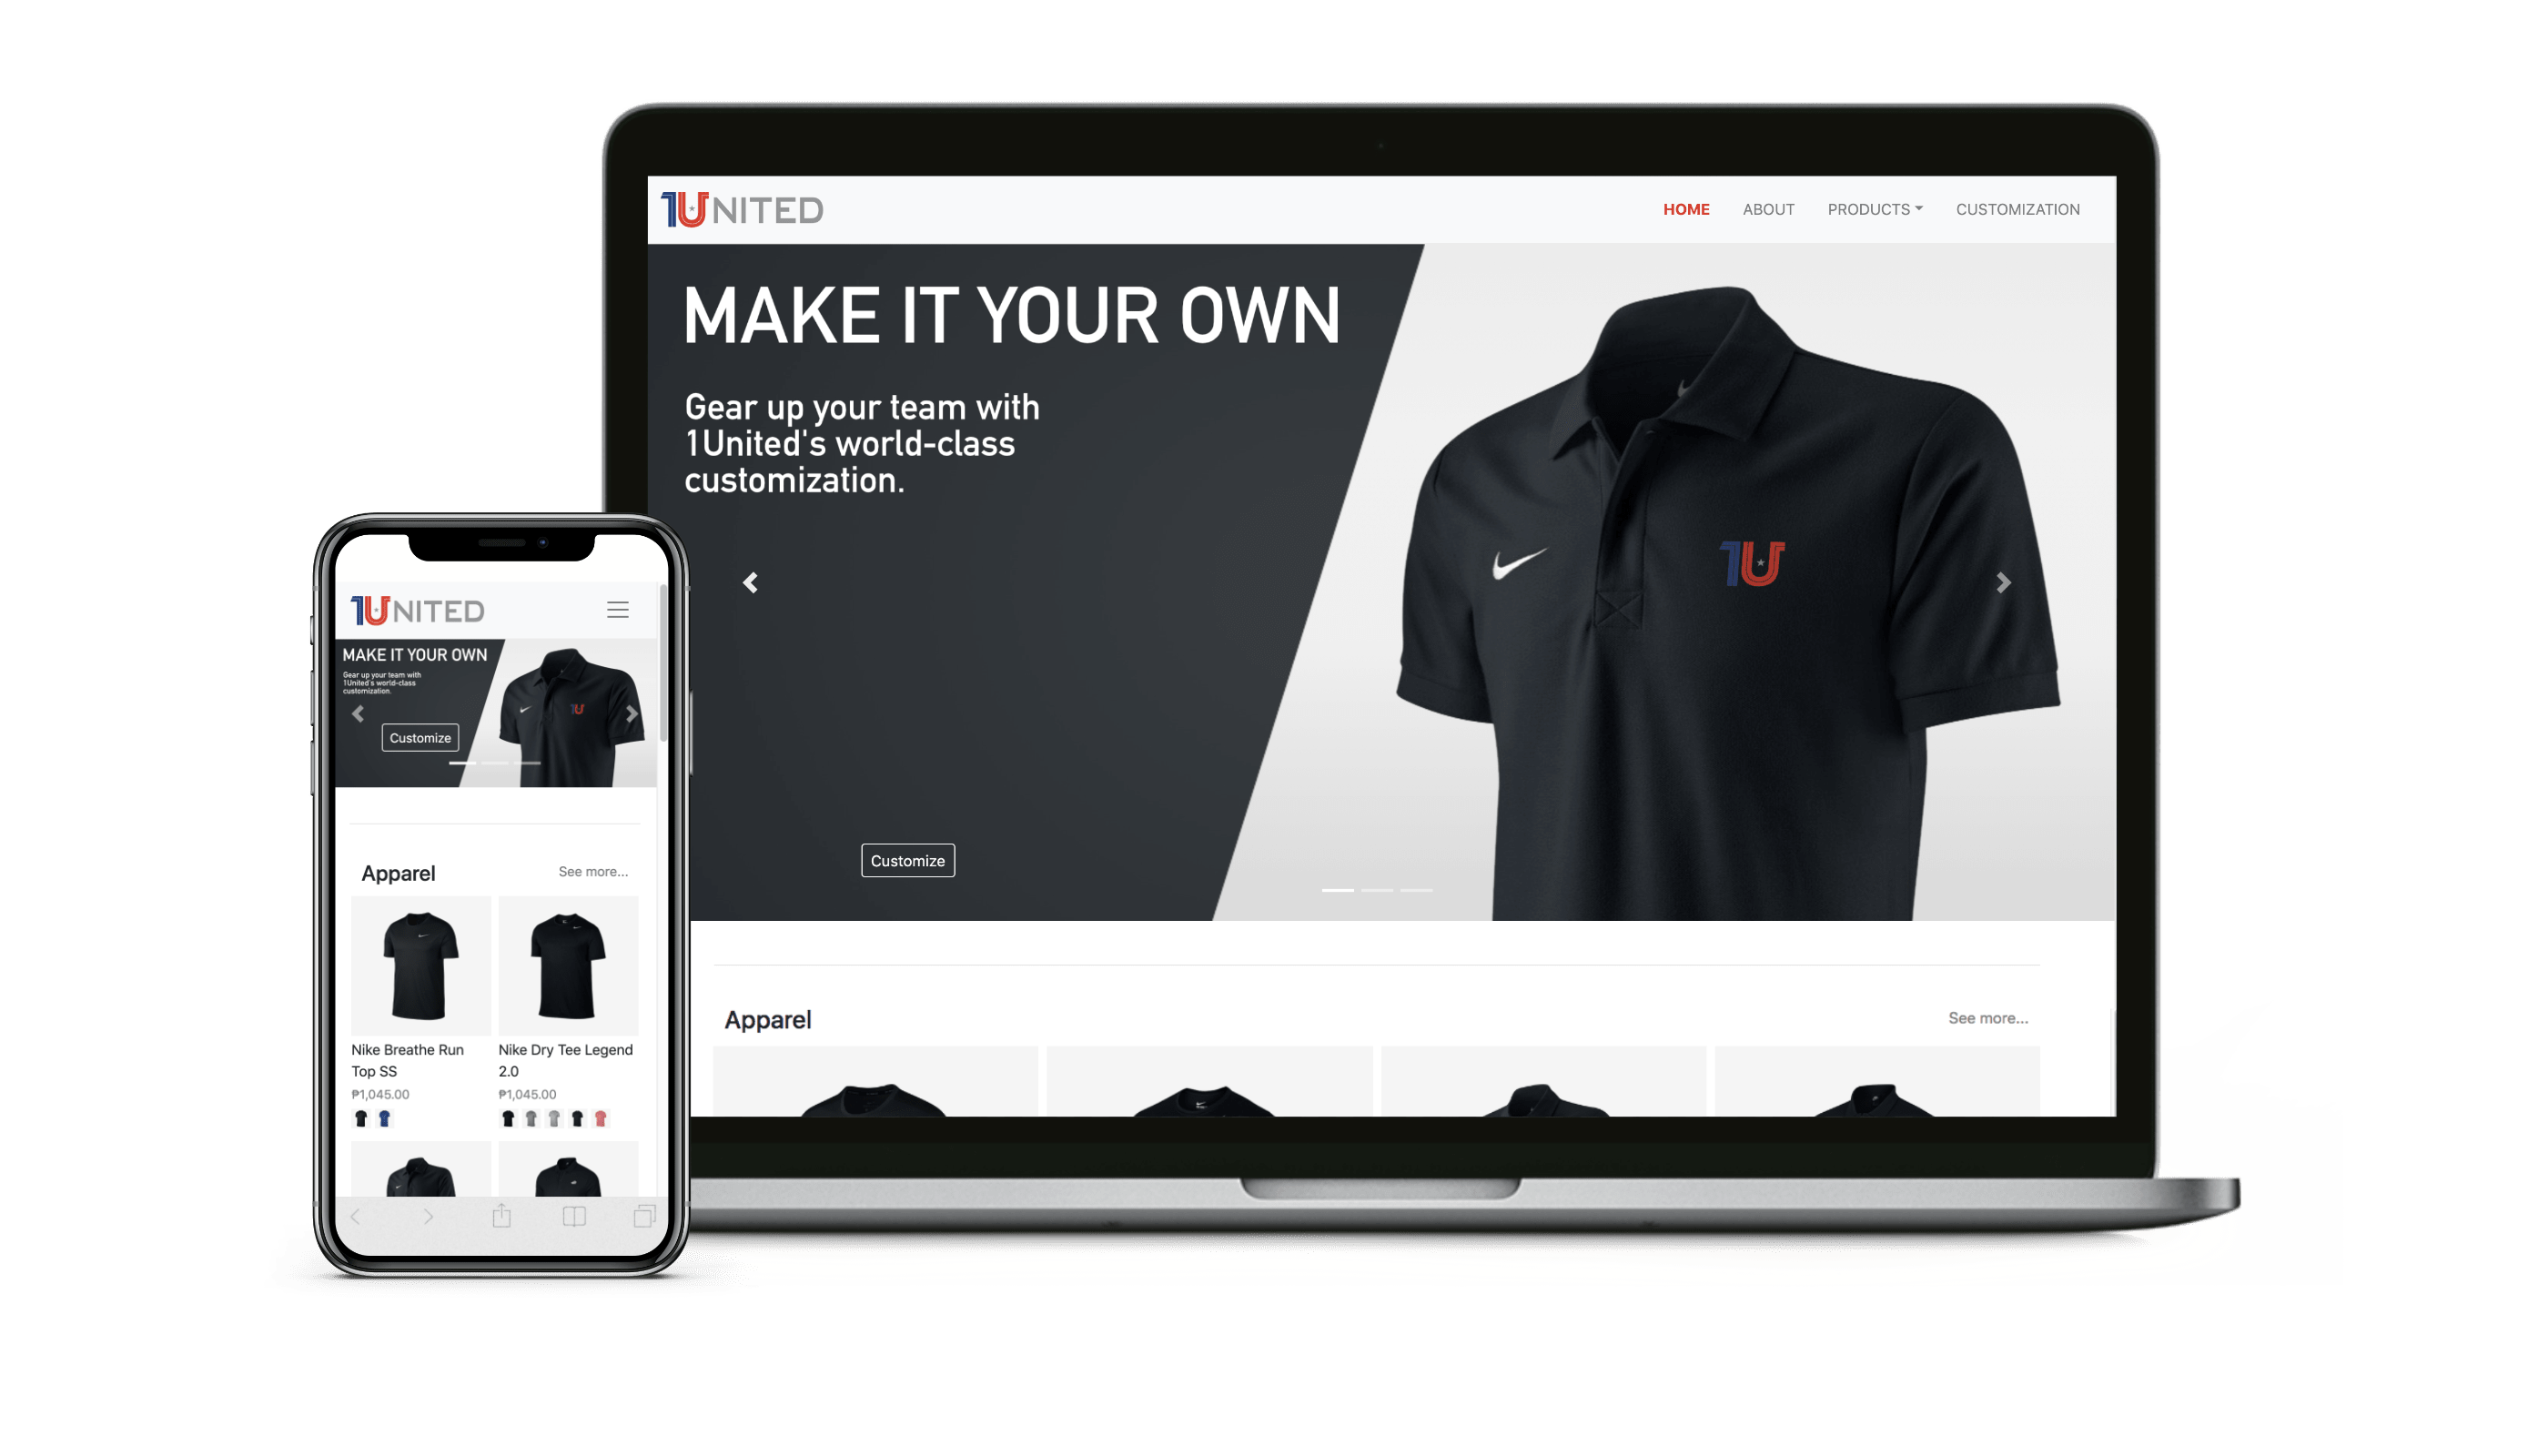 1UNITED
HOME ABOUT PRODUCTS CUSTOMIZATION
MAKE IT YOUR OWN
Gear up your team with
1United's world-class
customization.
1U
Customize
Apparel See more...
1UNITED
MAKE IT YOUR OWN
Gear up your team with
1United's world-class
customization.
1U
Customize
Apparel See more...
Nike Breathe Run
Top SS
₱1,045.00
Nike Dry Tee Legend
2.0
₱1,045.00